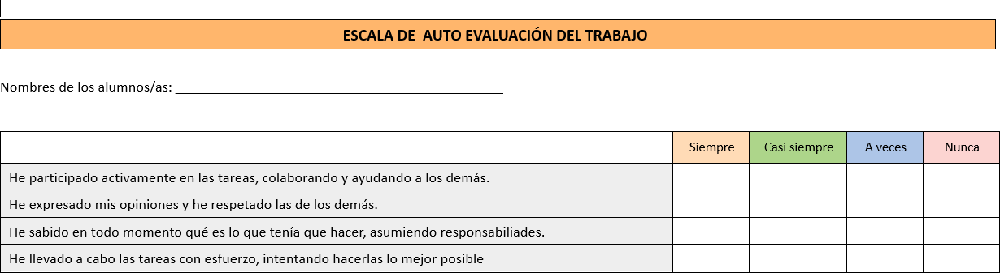 ESCALA DE  AUTO EVALUACIÓN DEL TRABAJO
Nombres de los alumnos/as: ___________________________________________
Siempre Casi siempre A veces Nunca
He participado activamente en las tareas, colaborando y ayudando a los demás.
He expresado mis opiniones y he respetado las de los demás.
He sabido en todo momento qué es lo que tenía que hacer, asumiendo responsabiliades.
He llevado a cabo las tareas con esfuerzo, intentando hacerlas lo mejor posible